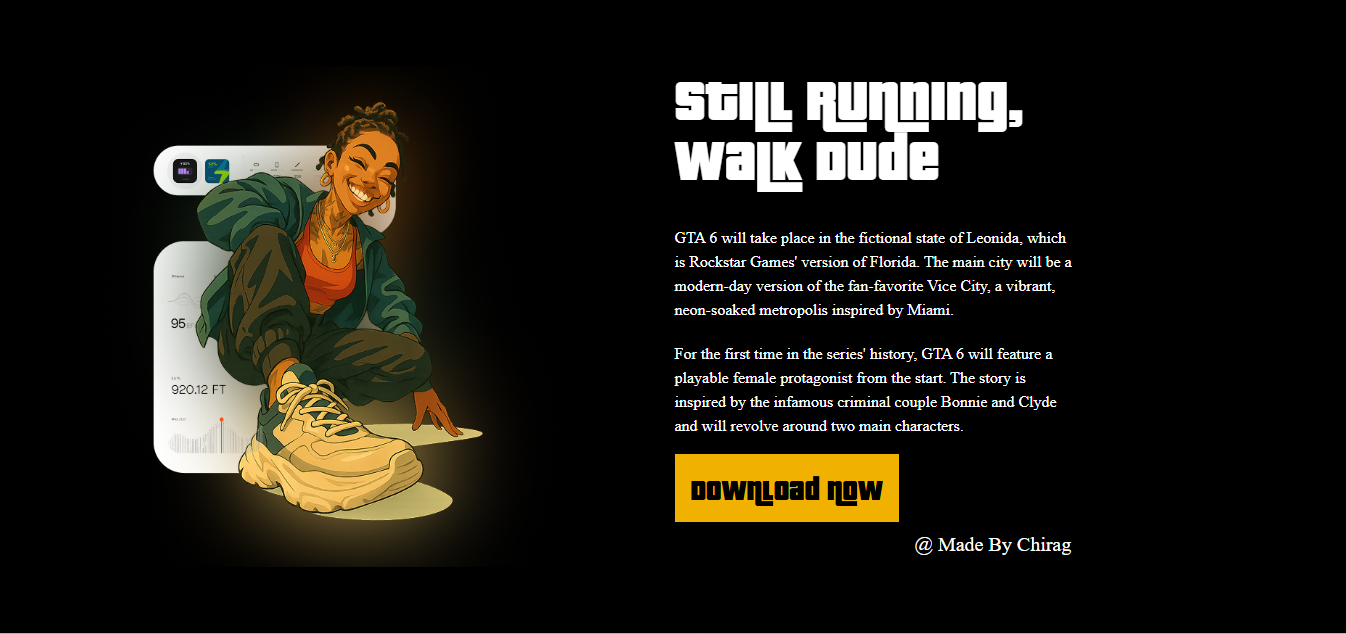 Still Running,
Walk Dude
GTA 6 will take place in the fictional state of Leonida, which
is Rockstar Games' version of Florida. The main city will be a
modern-day version of the fan-favorite Vice City, a vibrant,
neon-soaked metropolis inspired by Miami.
For the first time in the series' history, GTA 6 will feature a
playable female protagonist from the start. The story is
inspired by the infamous criminal couple Bonnie and Clyde
and will revolve around two main characters.
Download Now
@ Made By Chirag
95
920.12 FT